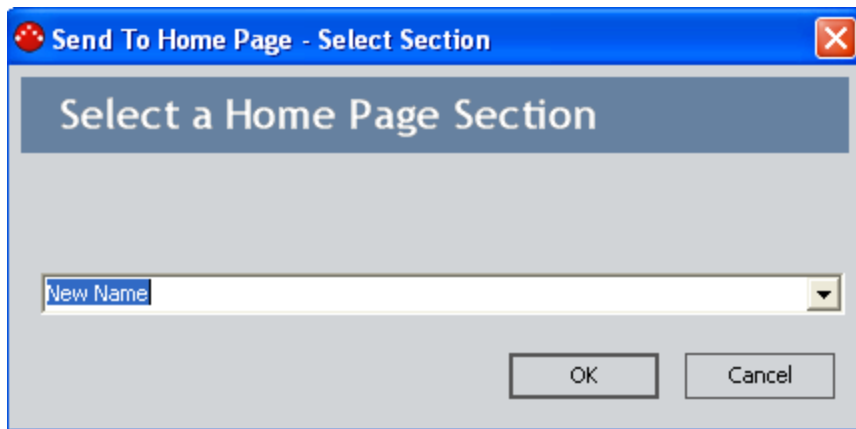 Send To Home Page - Select Section
Select a Home Page Section
New Name
OK
Cancel